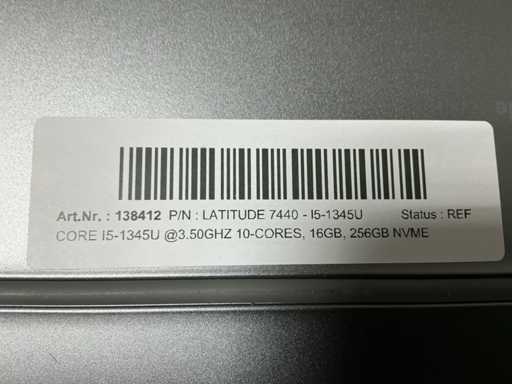 Art.Nr. : 138412 P/N : LATITUDE 7440 - I5-1345U Status : REF
CORE I5-1345U @3.50GHZ 10-CORES, 16GB, 256GB NVME